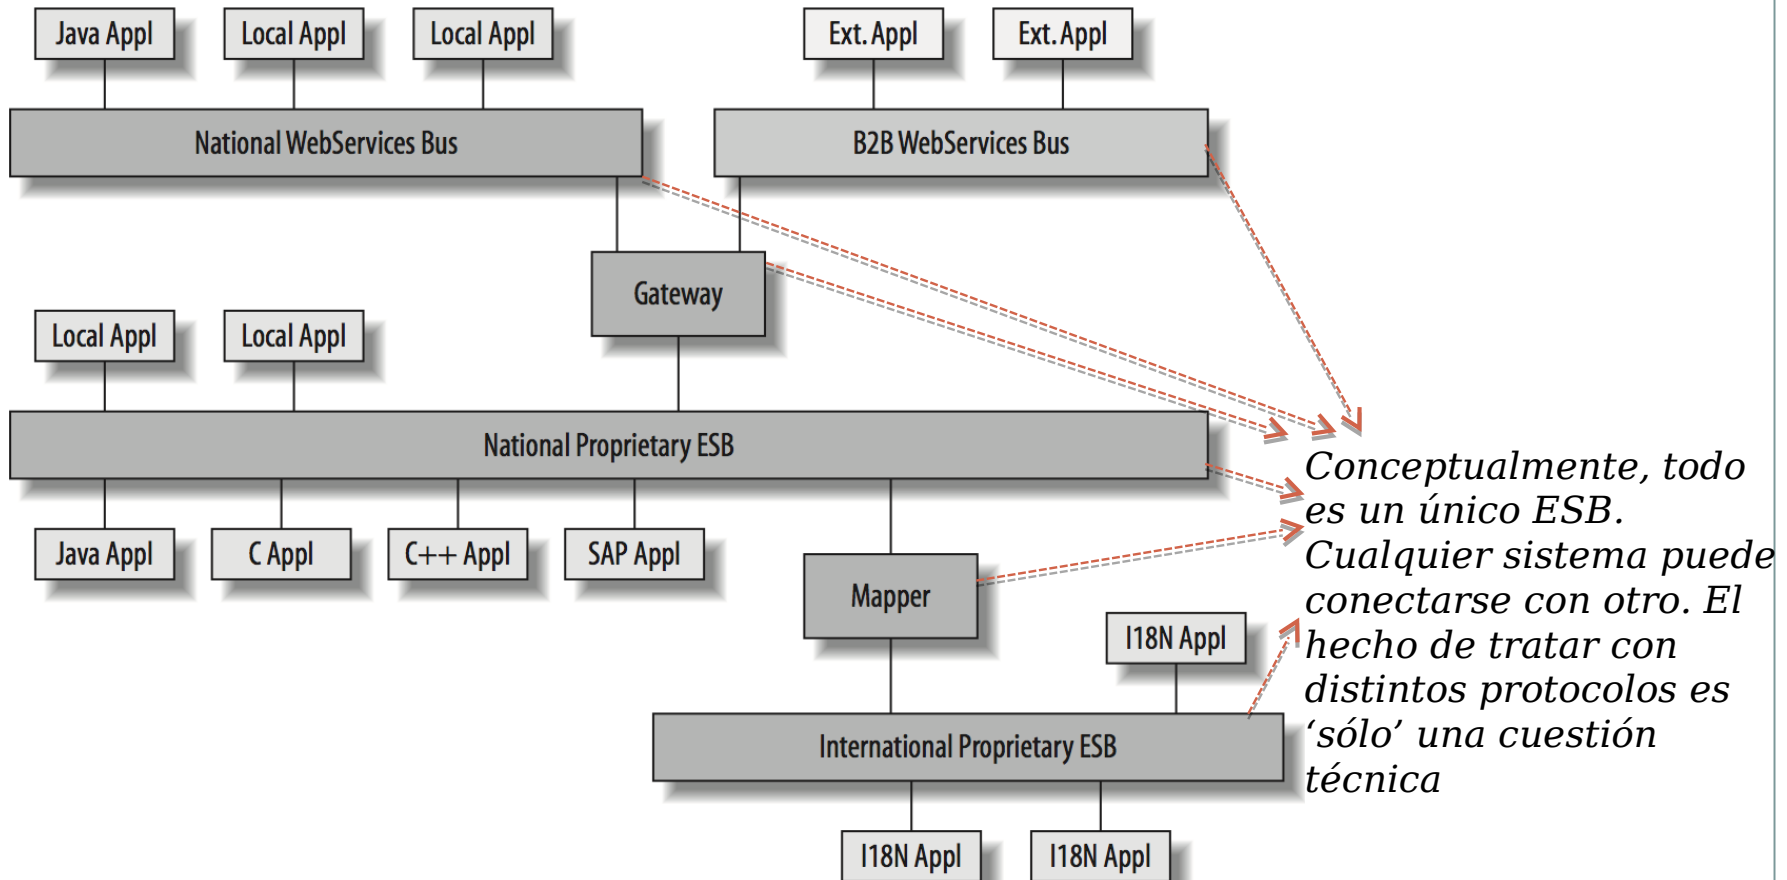 Java Appl
Local Appl
Local Appl
Ext. Appl
Ext. Appl
National WebServices Bus
B2B WebServices Bus
Gateway
Local Appl
Local Appl
National Proprietary ESB
Java Appl
C Appl
C++ Appl
SAP Appl
Mapper
I18N Appl
International Proprietary ESB
I18N Appl
I18N Appl
Conceptualmente, todo
es un único ESB.
Cualquier sistema puede
conectarse con otro. El
hecho de tratar con
distintos protocolos es
‘sólo’ una cuestión
técnica